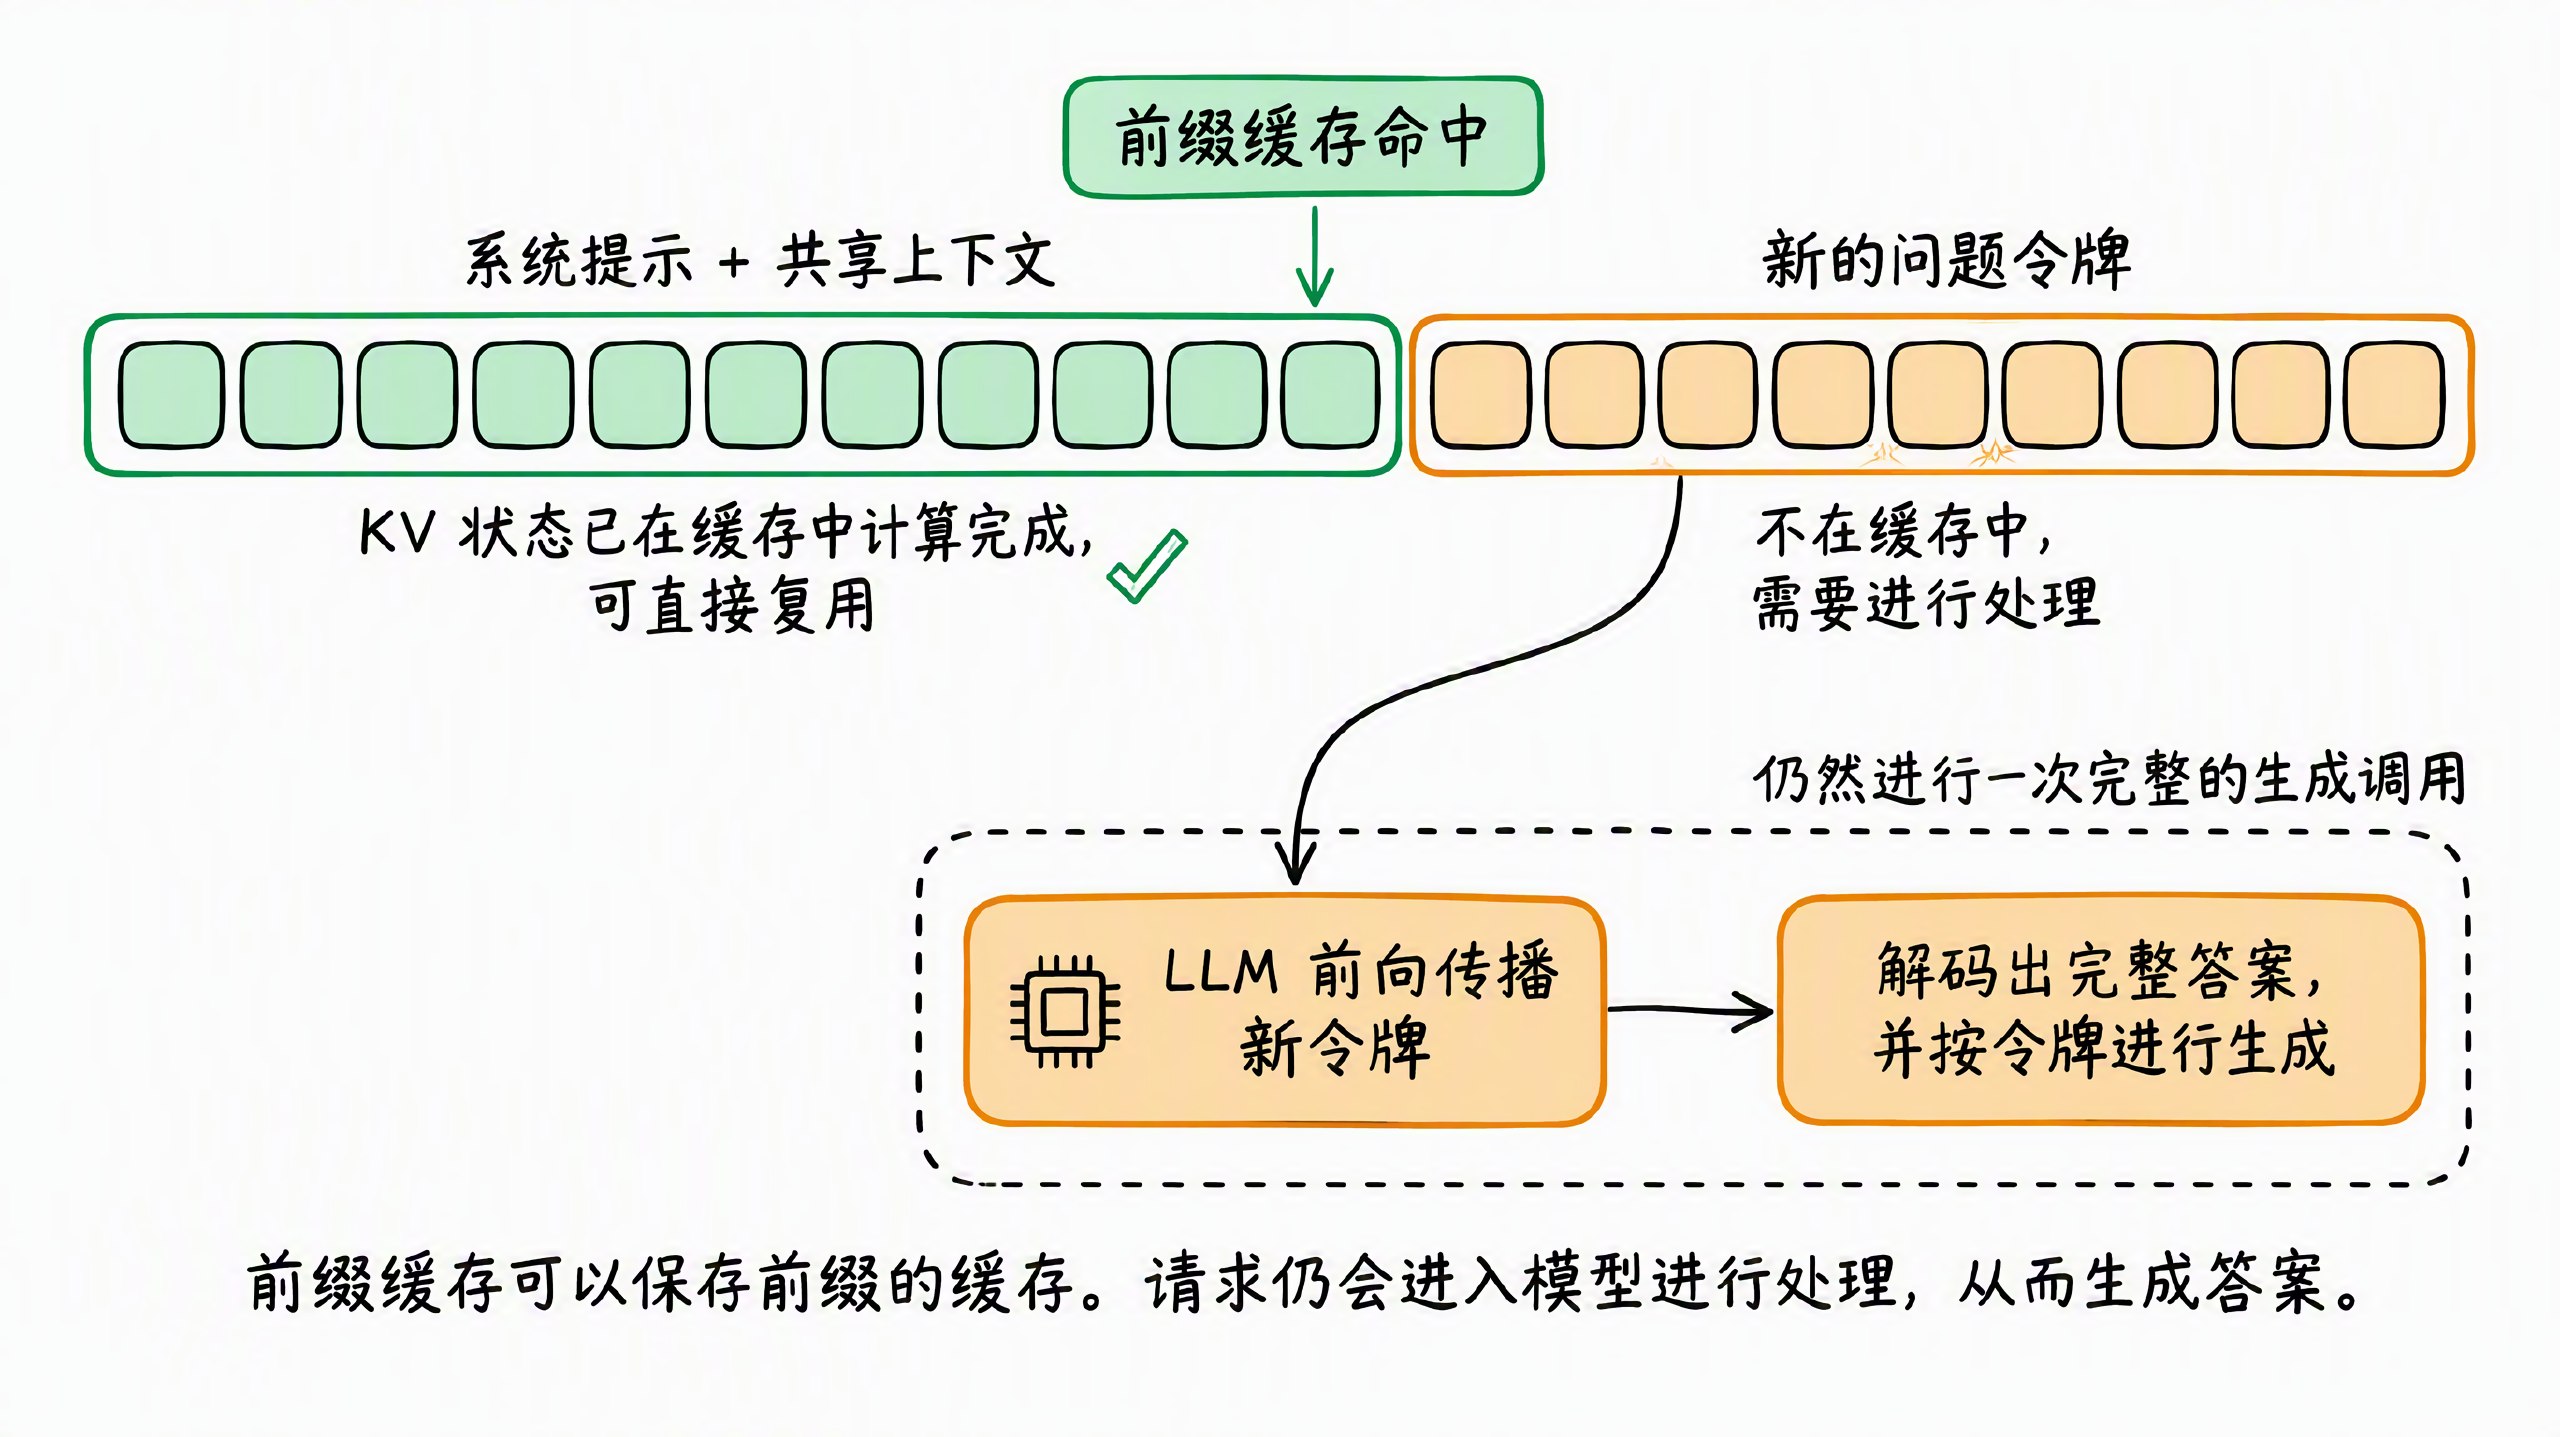 前缀缓存命中
系统提示 + 共享上下文
新的问题令牌
KV 状态已在缓存中计算完成,
可直接复用
不在缓存中,
需要进行处理
仍然进行一次完整的生成调用
LLM 前向传播
新令牌
解码出完整答案,
并按令牌进行生成
前缀缓存可以保存前缀的缓存。请求仍会进入模型进行处理，从而生成答案。